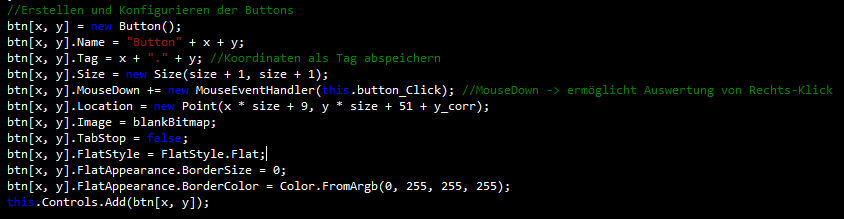 //Erstellen und Konfigurieren der Buttons
btn[x, y] = new Button();
btn[x, y].Name = "Button" + x + y;
btn[x, y].Tag = x + "." + y; //Koordinaten als Tag abspeichern
btn[x, y].Size = new Size(size + 1, size + 1);
btn[x, y].MouseDown += new MouseEventHandler(this.button_Click); //MouseDown -> ermöglicht Auswertung von Rechts-Klick
btn[x, y].Location = new Point(x * size + 9, y * size + 51 + y_corr);
btn[x, y].Image = blankBitmap;
btn[x, y].TabStop = false;
btn[x, y].FlatStyle = FlatStyle.Flat;
btn[x, y].FlatAppearance.BorderSize = 0;
btn[x, y].FlatAppearance.BorderColor = Color.FromArgb(0, 255, 255, 255);
this.Controls.Add(btn[x, y]);